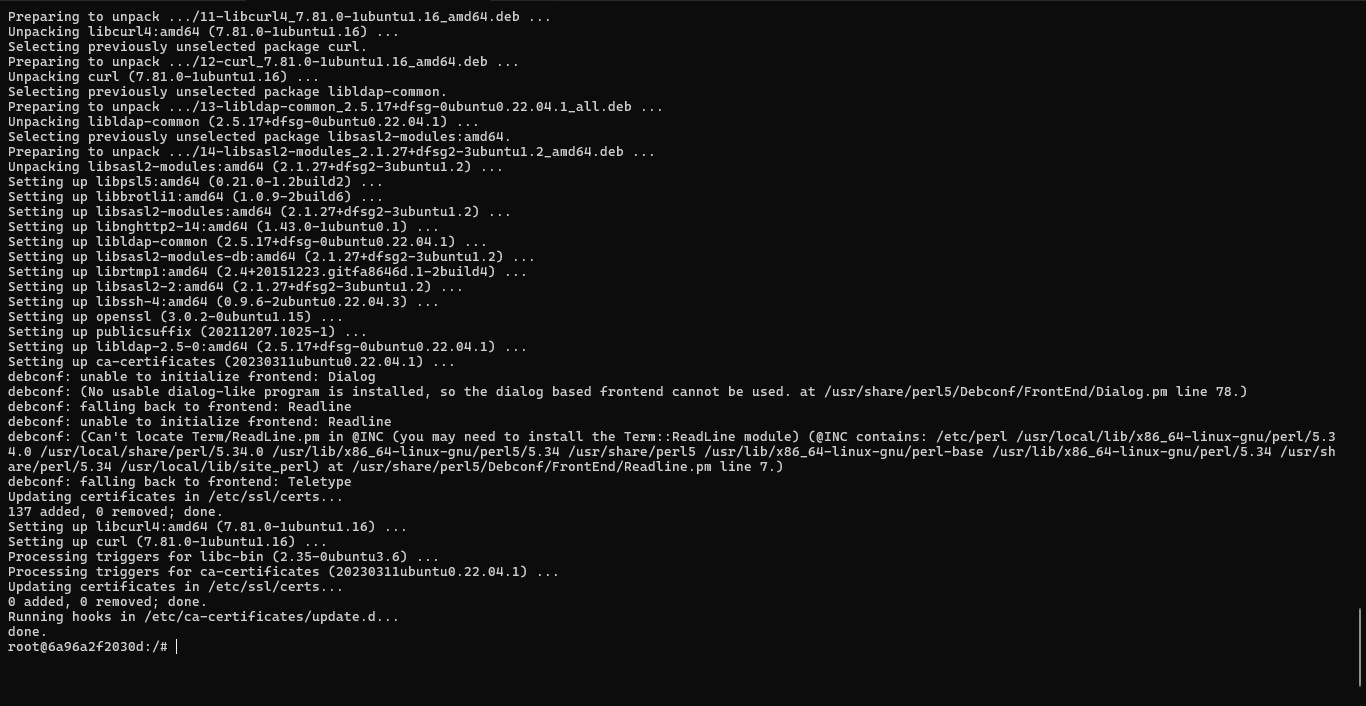 Preparing to unpack .../11-libcurl4_7.81.0-1ubuntu1.16_amd64.deb ...
Unpacking libcurl4:amd64 (7.81.0-1ubuntu1.16) ...
Selecting previously unselected package curl.
Preparing to unpack .../12-curl_7.81.0-1ubuntu1.16_amd64.deb ...
Unpacking curl (7.81.0-1ubuntu1.16) ...
Selecting previously unselected package libldap-common.
Preparing to unpack .../13-libldap-common_2.5.17+dfsg-0ubuntu0.22.04.1_all.deb ...
Unpacking libldap-common (2.5.17+dfsg-0ubuntu0.22.04.1) ...
Selecting previously unselected package libsasl2-modules:amd64.
Preparing to unpack .../14-libsasl2-modules_2.1.27+dfsg2-3ubuntu1.2_amd64.deb ...
Unpacking libsasl2-modules:amd64 (2.1.27+dfsg2-3ubuntu1.2) ...
Setting up libpsl5:amd64 (0.21.0-1.2build2) ...
Setting up libbrotli1:amd64 (1.0.9-2build6) ...
Setting up libsasl2-modules:amd64 (2.1.27+dfsg2-3ubuntu1.2) ...
Setting up libnghttp2-14:amd64 (1.43.0-1ubuntu0.1) ...
Setting up libldap-common (2.5.17+dfsg-0ubuntu0.22.04.1) ...
Setting up libsasl2-modules-db:amd64 (2.1.27+dfsg2-3ubuntu1.2) ...
Setting up librtmp1:amd64 (2.4+20151223.gitfa8646d.1-2build4) ...
Setting up libsasl2-2:amd64 (2.1.27+dfsg2-3ubuntu1.2) ...
Setting up libssh-4:amd64 (0.9.6-2ubuntu0.22.04.3) ...
Setting up openssl (3.0.2-0ubuntu1.15) ...
Setting up publicsuffix (20211207.1025-1) ...
Setting up libldap-2.5-0:amd64 (2.5.17+dfsg-0ubuntu0.22.04.1) ...
Setting up ca-certificates (20230311ubuntu0.22.04.1) ...
debconf: unable to initialize frontend: Dialog
debconf: (No usable dialog-like program is installed, so the dialog based frontend cannot be used. at /usr/share/perl5/Debconf/FrontEnd/Dialog.pm line 78.)
debconf: falling back to frontend: Readline
debconf: unable to initialize frontend: Readline
debconf: (Can't locate Term/ReadLine.pm in @INC (you may need to install the Term::ReadLine module) (@INC contains: /etc/perl /usr/local/lib/x86_64-linux-gnu/perl/5.3
4.0 /usr/local/share/perl/5.34.0 /usr/lib/x86_64-linux-gnu/perl5/5.34 /usr/share/perl5 /usr/lib/x86_64-linux-gnu/perl-base /usr/lib/x86_64-linux-gnu/perl/5.34 /usr/sh
are/perl/5.34 /usr/local/lib/site_perl) at /usr/share/perl5/Debconf/FrontEnd/Readline.pm line 7.)
debconf: falling back to frontend: Teletype
Updating certificates in /etc/ssl/certs...
137 added, 0 removed; done.
Setting up libcurl4:amd64 (7.81.0-1ubuntu1.16) ...
Setting up curl (7.81.0-1ubuntu1.16) ...
Processing triggers for libc-bin (2.35-0ubuntu3.6) ...
Processing triggers for ca-certificates (20230311ubuntu0.22.04.1) ...
Updating certificates in /etc/ssl/certs...
0 added, 0 removed; done.
Running hooks in /etc/ca-certificates/update.d...
done.
root@6a96a2f2030d:/#